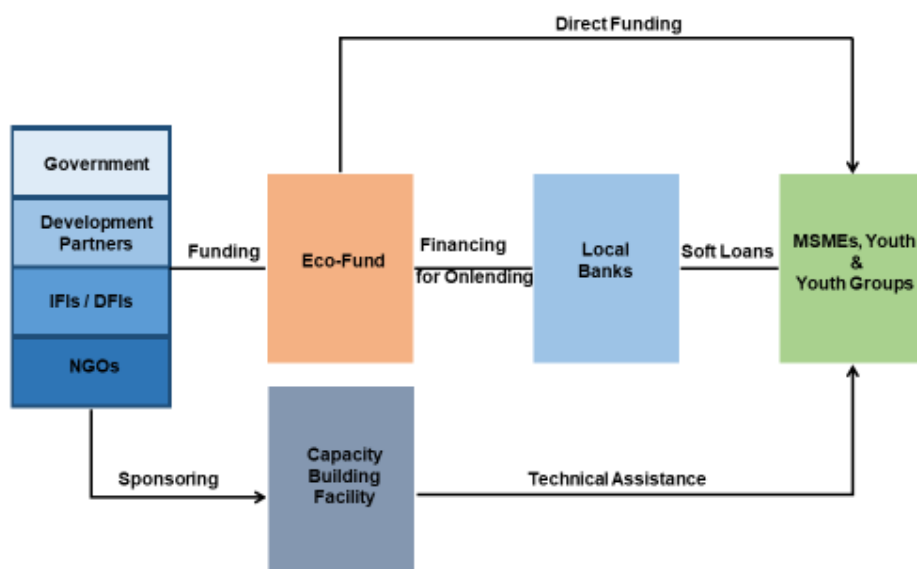 Direct Funding
Government
Development
Partners
IFIs / DFIs
NGOs
Funding
Eco-Fund
Financing
for Onlending
Local
Banks
Soft Loans
MSMEs, Youth
&
Youth Groups
Sponsoring
Capacity
Building
Facility
Technical Assistance